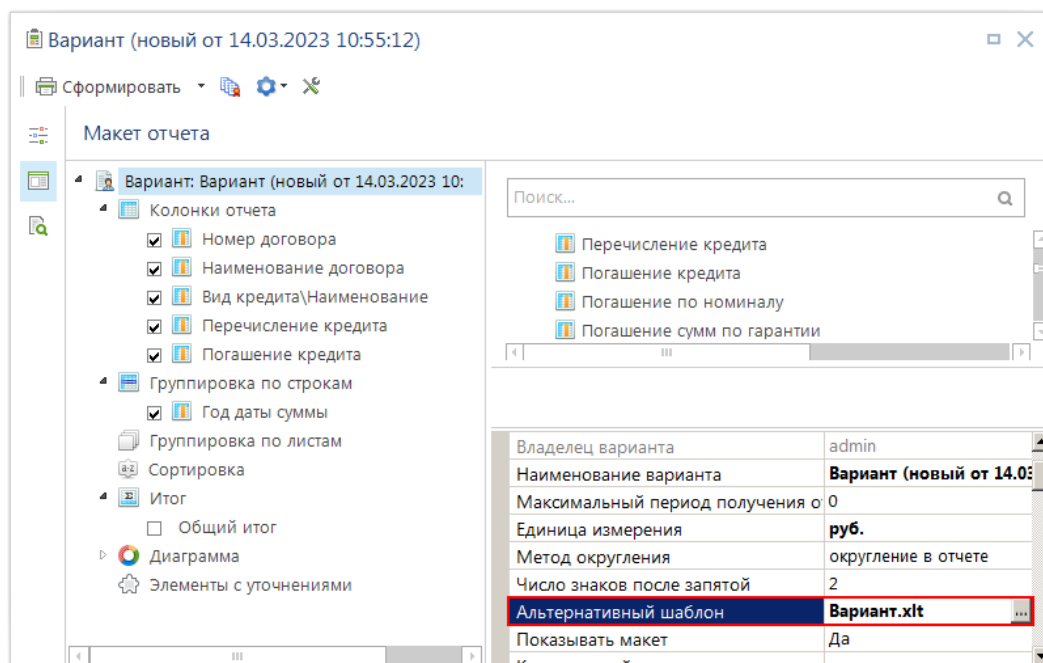 Вариант (новый от 14.03.2023 10:55:12)
Сформировать
Макет отчета
Вариант: Вариант (новый от 14.03.2023 10:
Колонки отчета
Номер договора
Наименование договора
Вид кредита\Наименование
Перечисление кредита
Погашение кредита
Группировка по строкам
Год даты суммы
Группировка по листам
Сортировка
Итог
Общий итог
Диаграмма
Элементы с уточнениями
Поиск...
Перечисление кредита
Погашение кредита
Погашение по номиналу
Погашение сумм по гарантии
Владелец варианта admin
Наименование варианта Вариант (новый от 14.03
Максимальный период получения о 0
Единица измерения руб.
Метод округления округление в отчете
Число знаков после запятой 2
Альтернативный шаблон Вариант.xlt ...
Показывать макет Да